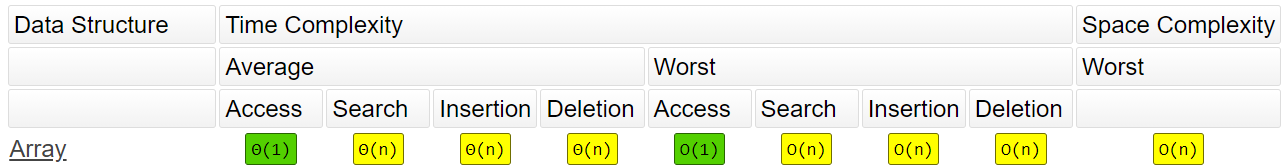 Data Structure Time Complexity Space Complexity
Average Worst Worst
Access Search Insertion Deletion Access Search Insertion Deletion
Array Θ(1) Θ(n) Θ(n) Θ(n) O(1) O(n) O(n) O(n) O(n)